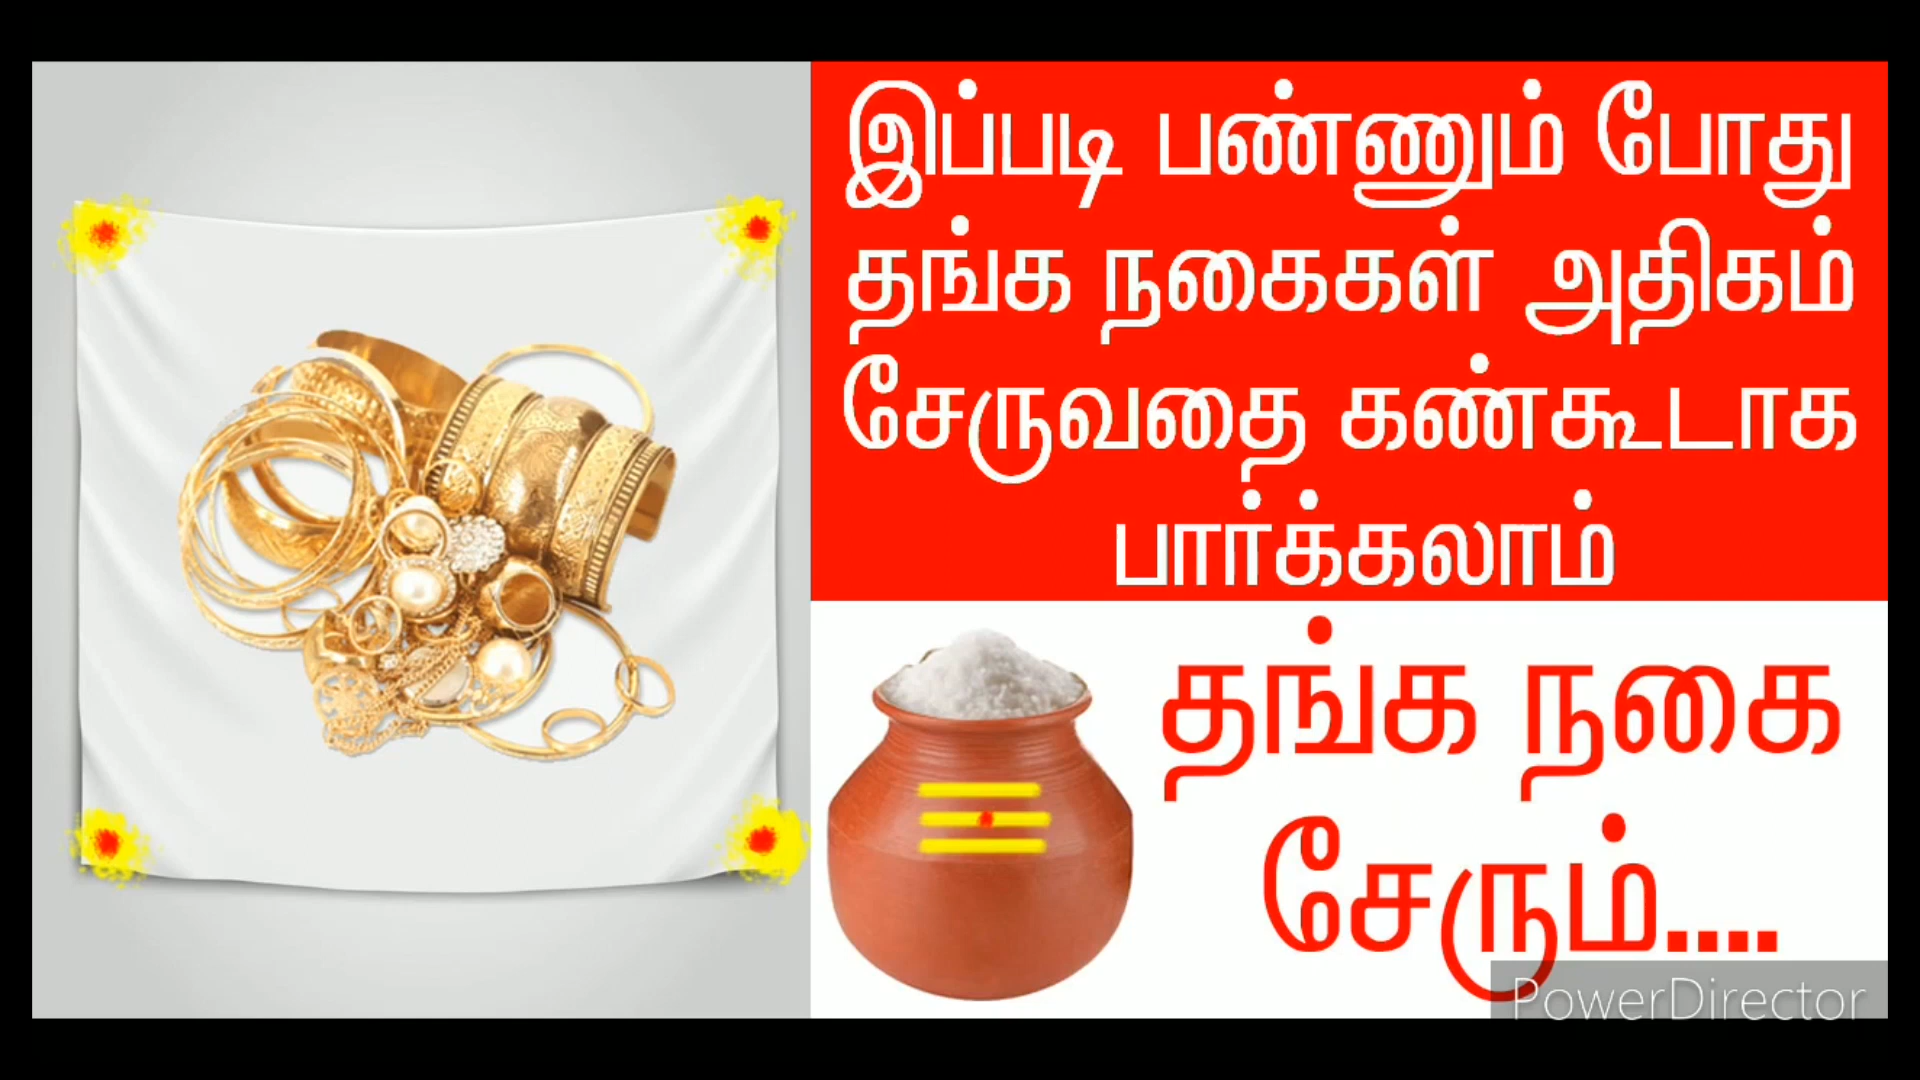 இப்படி பண்ணும் போது
தங்க நகைகள் அதிகம்
சேருவதை கண்கூடாக
பார்க்கலாம்
தங்க நகை
சேரும்....
PowerDirector